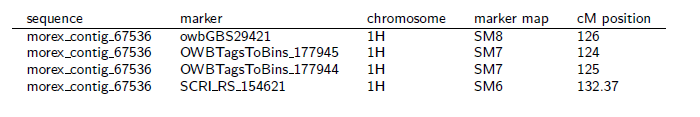 sequence marker chromosome marker map cM position
morex_contig_67536 owbGBS29421 1H SM8 126
morex_contig_67536 OWBTagsToBins_177945 1H SM7 124
morex_contig_67536 OWBTagsToBins_177944 1H SM7 125
morex_contig_67536 SCRI_RS_154621 1H SM6 132.37